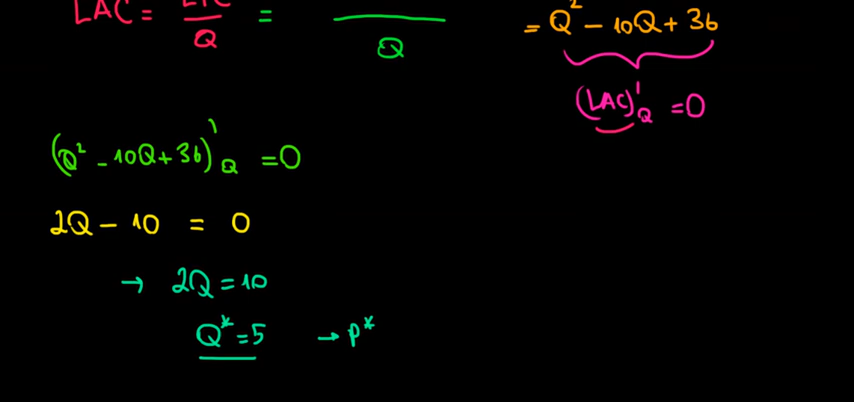 LAC = LTC/Q = /Q = Q² - 10Q + 36
(LAC)'Q = 0
(Q² - 10Q + 36)'Q = 0
2Q - 10 = 0
→ 2Q = 10
Q* = 5 → P*